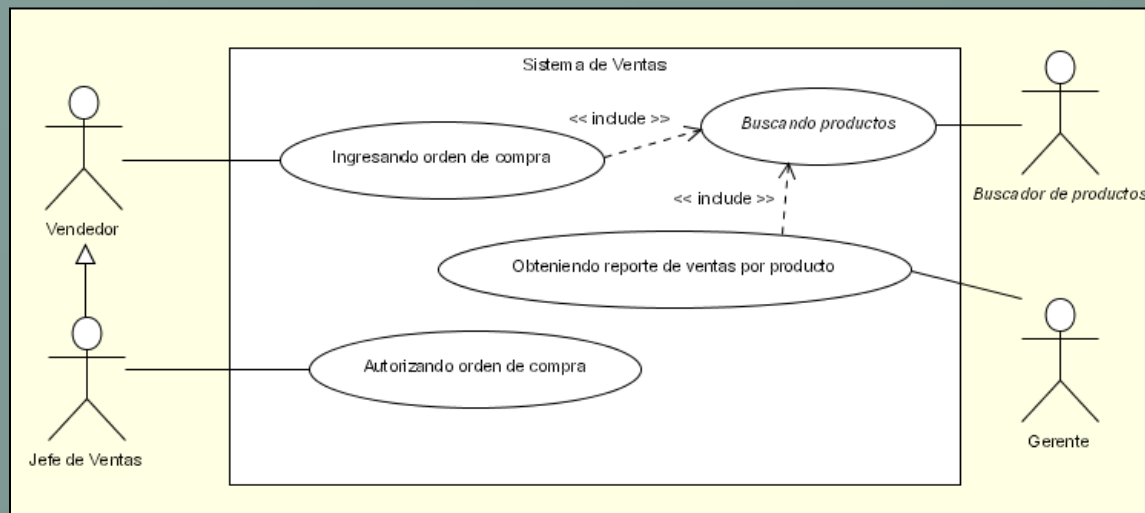 Sistema de Ventas
<< include >>
Buscando productos
Ingresando orden de compra
<< include >>
Buscador de productos
Vendedor
Obteniendo reporte de ventas por producto
Autorizando orden de compra
Gerente
Jefe de Ventas